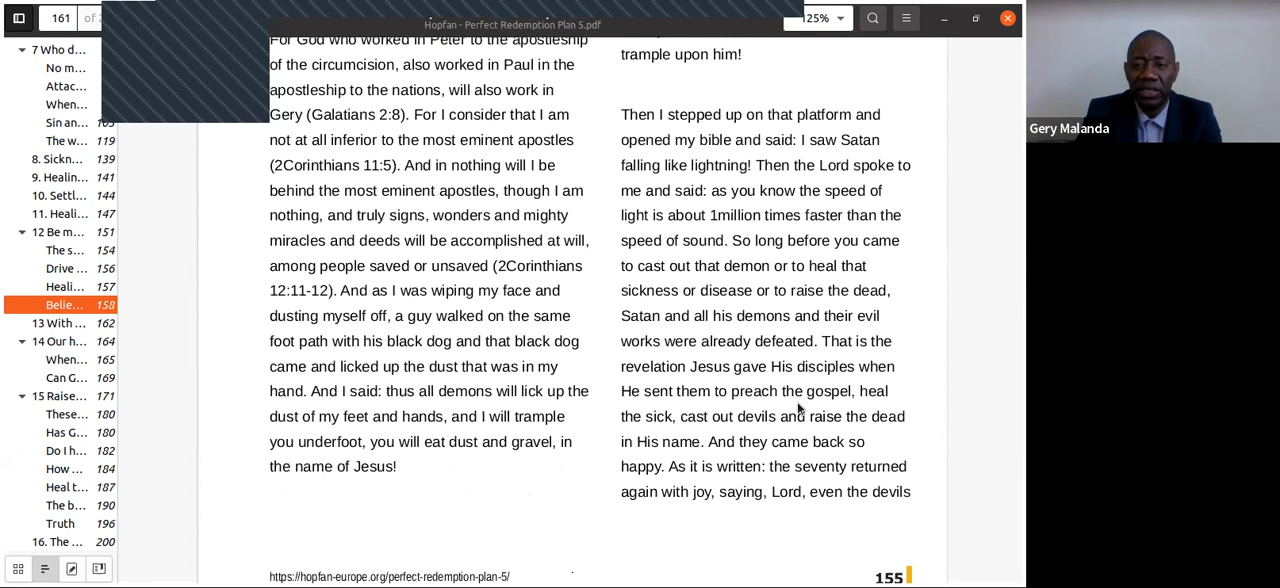 161 of
Hopfan - Perfect Redemption Plan 5.pdf
125%
7 Who d…
No m…
Attac…
When…
Sin an…
The w… 119
8. Sickn… 139
9. Healin… 141
10. Settl… 144
11. Heali… 147
12 Be m… 151
The s… 154
Drive … 156
Heali… 157
Belie… 158
13 With … 162
14 Our h… 164
When… 165
Can G… 169
15 Raise… 171
These… 180
Has G… 180
Do I h… 182
How … 184
Heal t… 187
The b… 190
Truth 196
16. The … 200
For God who worked in Peter to the apostleship
of the circumcision, also worked in Paul in the
apostleship to the nations, will also work in
Gery (Galatians 2:8). For I consider that I am
not at all inferior to the most eminent apostles
(2Corinthians 11:5). And in nothing will I be
behind the most eminent apostles, though I am
nothing, and truly signs, wonders and mighty
miracles and deeds will be accomplished at will,
among people saved or unsaved (2Corinthians
12:11-12). And as I was wiping my face and
dusting myself off, a guy walked on the same
foot path with his black dog and that black dog
came and licked up the dust that was in my
hand. And I said: thus all demons will lick up the
dust of my feet and hands, and I will trample
you underfoot, you will eat dust and gravel, in
the name of Jesus!
trample upon him!
Then I stepped up on that platform and
opened my bible and said: I saw Satan
falling like lightning! Then the Lord spoke to
me and said: as you know the speed of
light is about 1million times faster than the
speed of sound. So long before you came
to cast out that demon or to heal that
sickness or disease or to raise the dead,
Satan and all his demons and their evil
works were already defeated. That is the
revelation Jesus gave His disciples when
He sent them to preach the gospel, heal
the sick, cast out devils and raise the dead
in His name. And they came back so
happy. As it is written: the seventy returned
again with joy, saying, Lord, even the devils
https://hopfan-europe.org/perfect-redemption-plan-5/
155
Gery Malanda